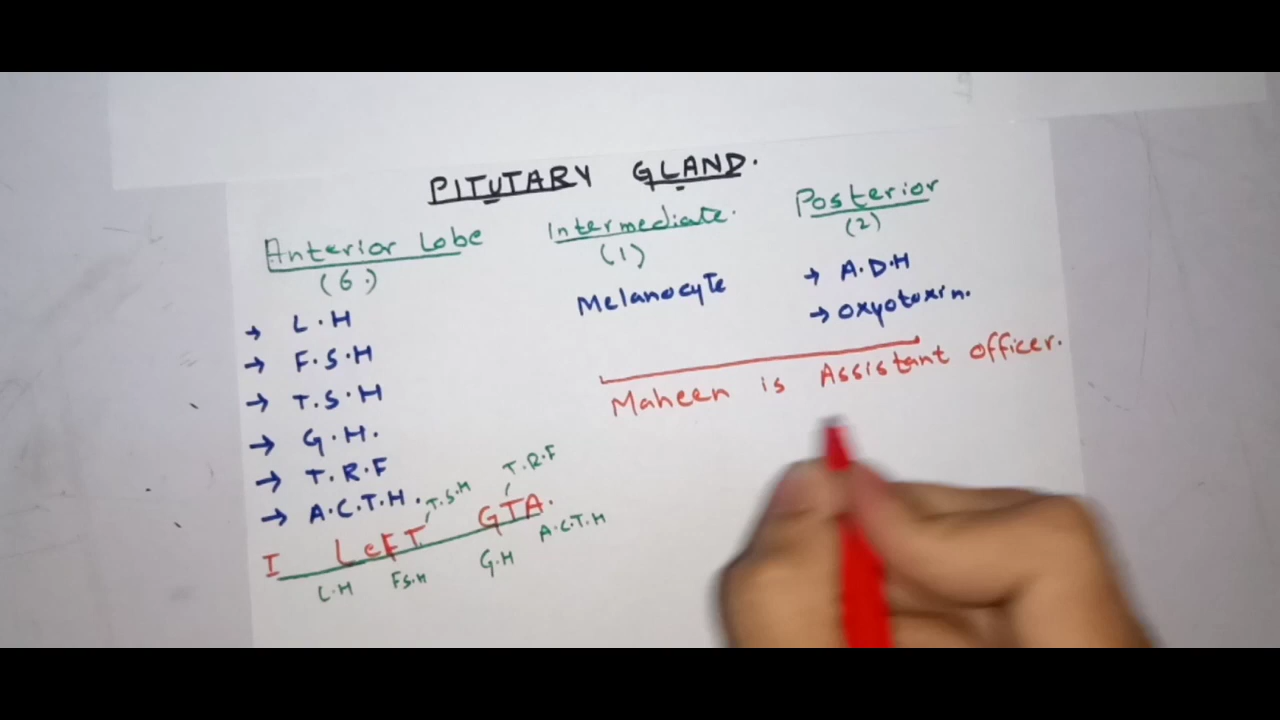 PITUTARY GLAND.
Anterior Lobe
(6.)
→ L.H
→ F.S.H
→ T.S.H
→ G.H.
→ T.R.F
→ A.C.T.H.
T.S.H
T.R.F
I LeFT GTA.
L.H
FS.H
G.H
A.C.T.H
Intermediate.
(1)
Melanocyte
Posterior
(2)
→ A.D.H
→ oxyotoxin.
Maheen is Assistant officer.